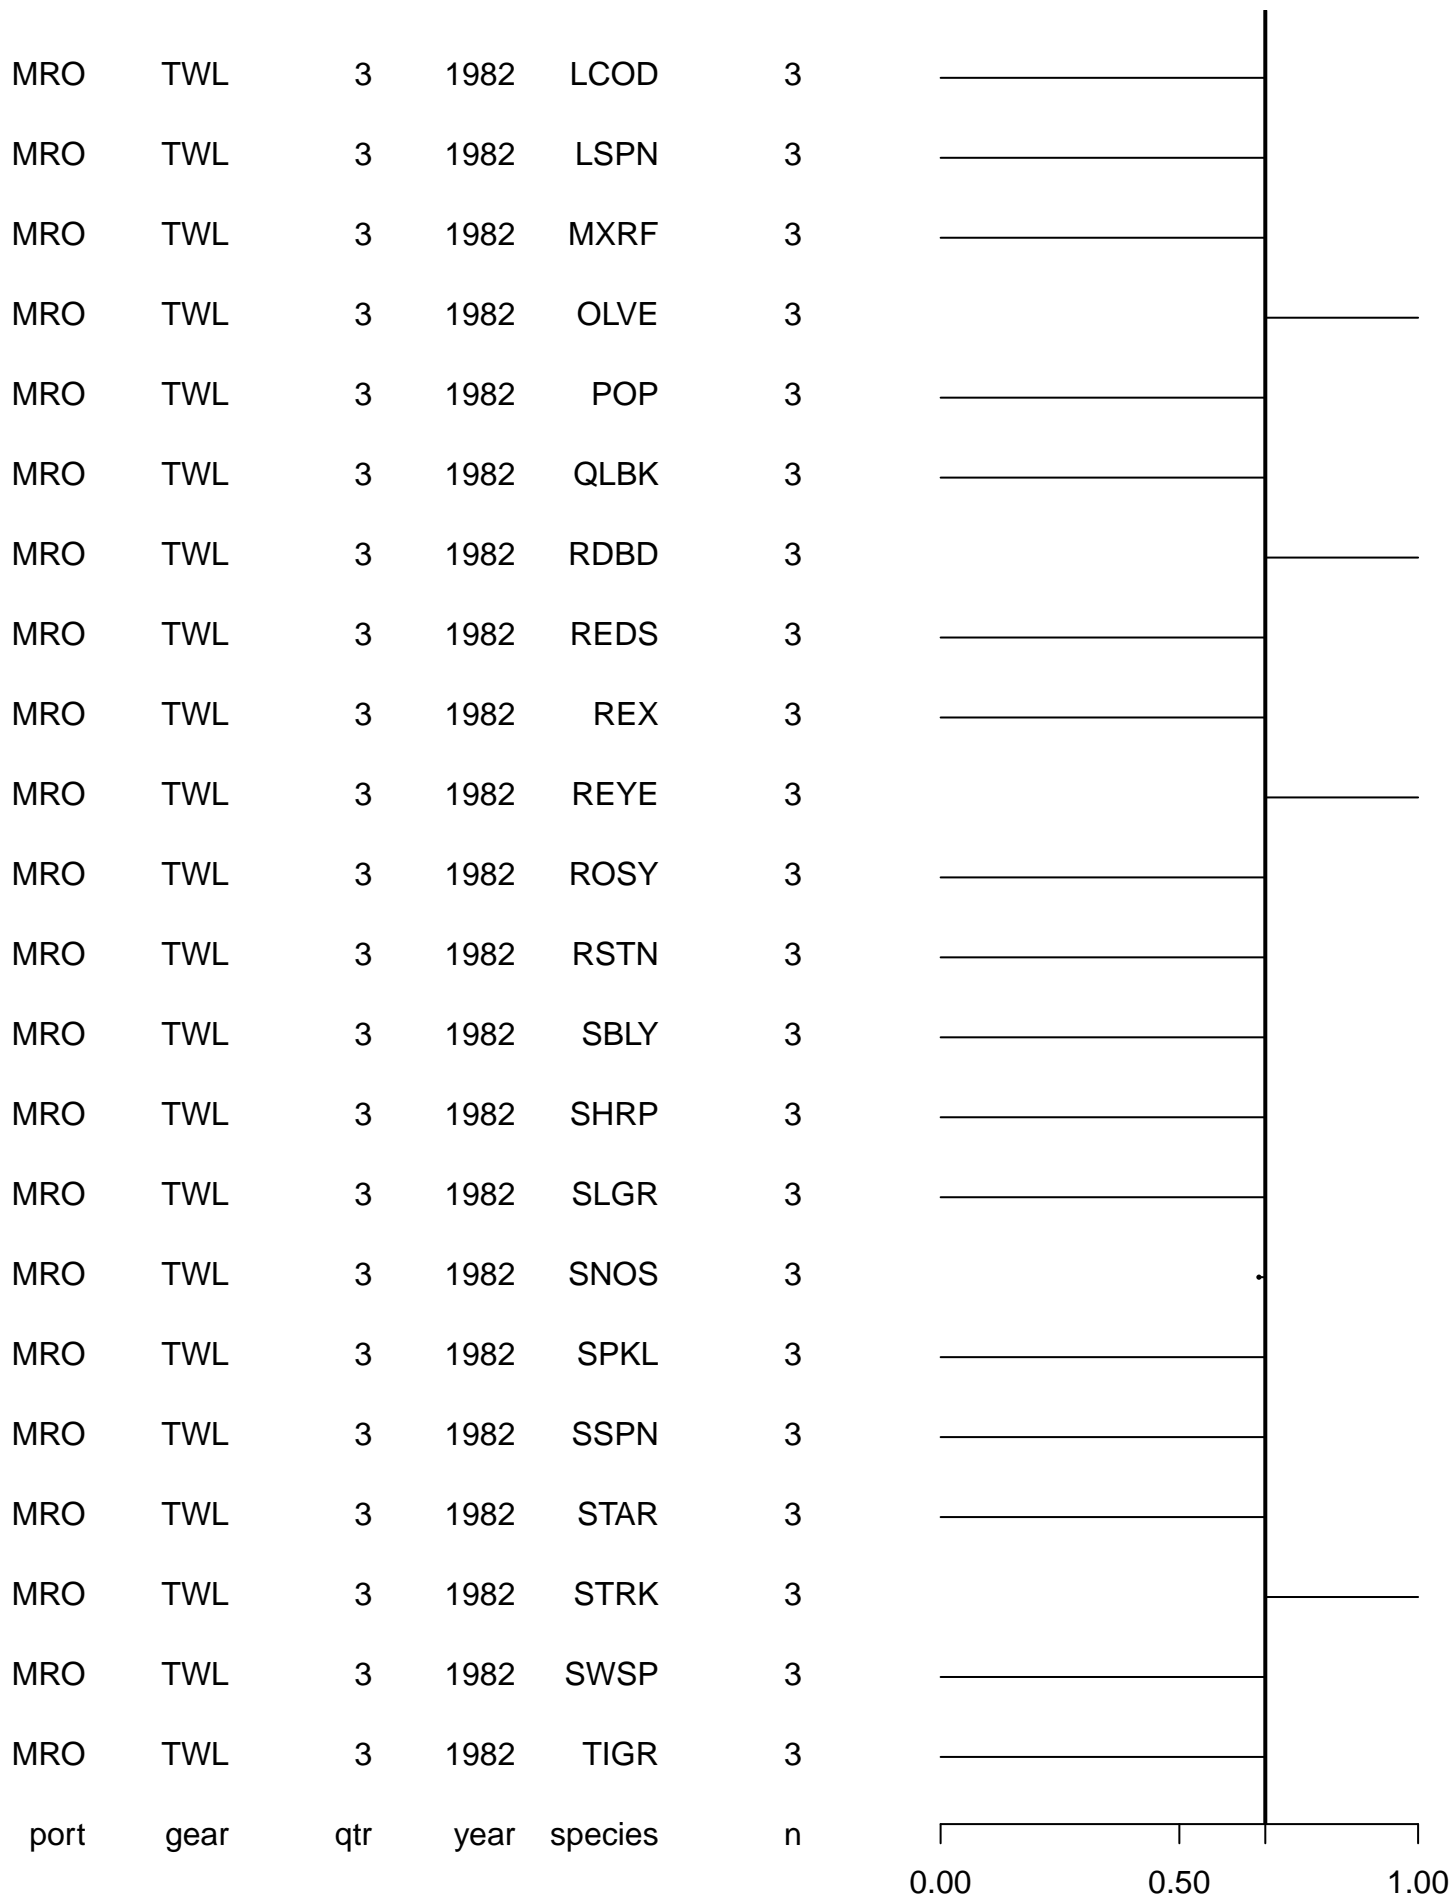 MRO TWL 3 1982 LCOD 3
MRO TWL 3 1982 LSPN 3
MRO TWL 3 1982 MXRF 3
MRO TWL 3 1982 OLVE 3
MRO TWL 3 1982 POP 3
MRO TWL 3 1982 QLBK 3
MRO TWL 3 1982 RDBD 3
MRO TWL 3 1982 REDS 3
MRO TWL 3 1982 REX 3
MRO TWL 3 1982 REYE 3
MRO TWL 3 1982 ROSY 3
MRO TWL 3 1982 RSTN 3
MRO TWL 3 1982 SBLY 3
MRO TWL 3 1982 SHRP 3
MRO TWL 3 1982 SLGR 3
MRO TWL 3 1982 SNOS 3
MRO TWL 3 1982 SPKL 3
MRO TWL 3 1982 SSPN 3
MRO TWL 3 1982 STAR 3
MRO TWL 3 1982 STRK 3
MRO TWL 3 1982 SWSP 3
MRO TWL 3 1982 TIGR 3
port gear qtr year species n
0.00 0.50 1.00